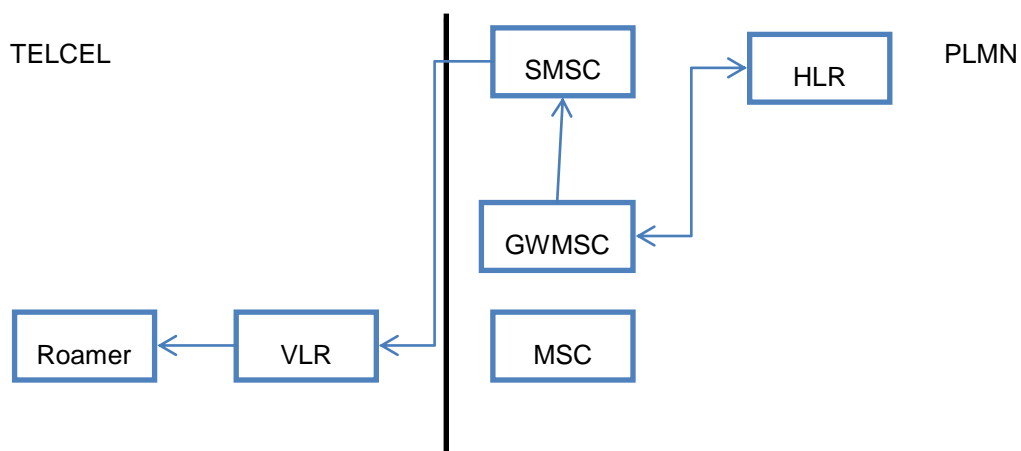 TELCEL
SMSC
HLR
PLMN
GWMSC
Roamer
VLR
MSC